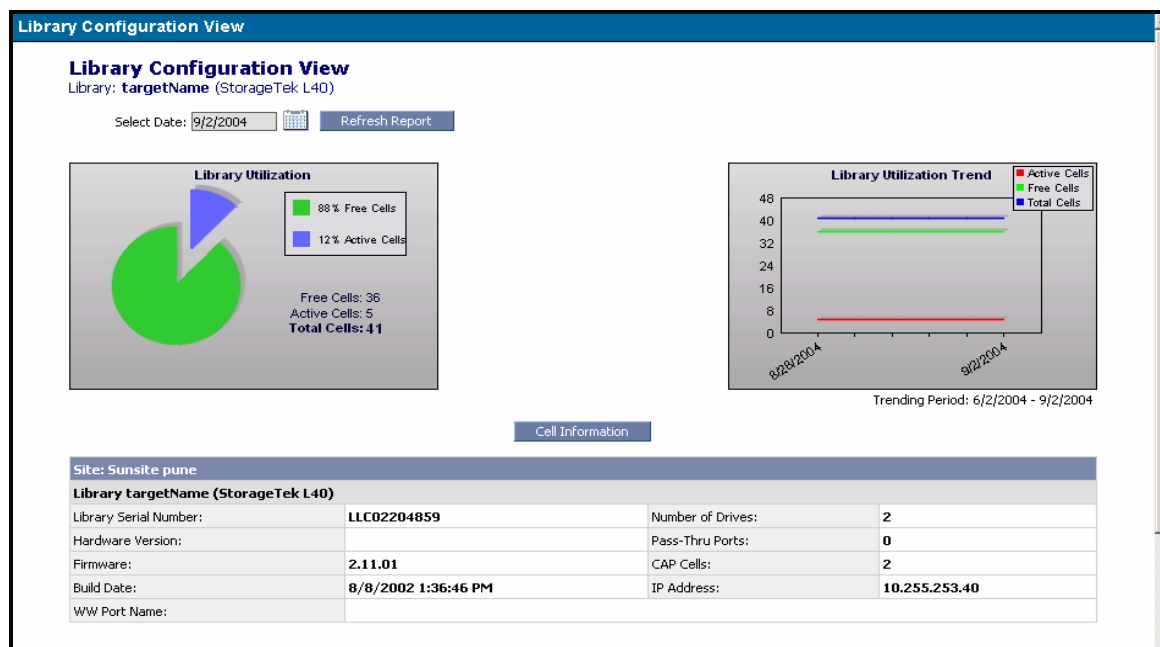 Library Configuration View
Library Configuration View
Library: targetName (StorageTek L40)
Select Date: 9/2/2004 Refresh Report
Library Utilization
88% Free Cells
12% Active Cells
Free Cells: 36
Active Cells: 5
Total Cells: 41
Library Utilization Trend
Active Cells
Free Cells
Total Cells
48
40
32
24
16
8
0
8/28/2004 9/2/2004
Trending Period: 6/2/2004 - 9/2/2004
Cell Information
Site: Sunsite pune
Library targetName (StorageTek L40)
Library Serial Number: LLC02204859 Number of Drives: 2
Hardware Version: Pass-Thru Ports: 0
Firmware: 2.11.01 CAP Cells: 2
Build Date: 8/8/2002 1:36:46 PM IP Address: 10.255.253.40
WW Port Name: